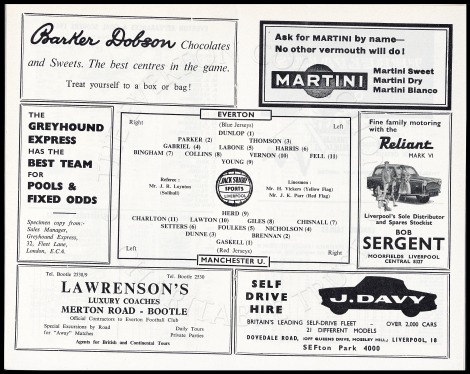 Barker Dobson Chocolates
and Sweets. The best centres in the game.
Treat yourself to a box or bag!
Ask for MARTINI by name—
No other vermouth will do!
MARTINI
Martini Sweet
Martini Dry
Martini Bianco
THE
GREYHOUND
EXPRESS
HAS THE
BEST TEAM
FOR
POOLS &
FIXED ODDS
Specimen copy from:-
Sales Manager,
Greyhound Express,
32, Fleet Lane,
London, E.C.4.
EVERTON
Right (Blue Jerseys) Left
DUNLOP (1)
PARKER (2) THOMSON (3)
GABRIEL (4) LABONE (5) HARRIS (6)
BINGHAM (7) COLLINS (8) VERNON (10) FELL (11)
YOUNG (9)
Referee :
Mr. J. R. Laynton
(Solihull)
JACK SHARP
SPORTS
LIVERPOOL
Linesmen :
Mr. H. Vickers (Yellow Flag)
Mr. J. K. Parr (Red Flag)
HERD (9)
CHARLTON (11) LAWTON (10) GILES (8) CHISNALL (7)
SETTERS (6) FOULKES (5) NICHOLSON (4)
DUNNE (3) BRENNAN (2)
GASKELL (1)
Left (Red Jerseys) Right
MANCHESTER U.
Fine family motoring
with the
Reliant
MARK VI
Liverpool's Sole Distributor
and Spares Stockist
BOB
SERGENT
MOORFIELDS LIVERPOOL
CENtral 8227
Tel. Bootle 2338/9 Tel. Bootle 2338
LAWRENSON'S
LUXURY COACHES
MERTON ROAD - BOOTLE
Official Contractors to Everton Football Club
Special Excursions by Road
for "Away" Matches
Daily Tours
Private Parties
Agents for British and Continental Tours
SELF
DRIVE
HIRE
J. DAVY
BRITAIN'S LEADING SELF-DRIVE FLEET - OVER 2,000 CARS
21 DIFFERENT MODELS
DOVEDALE ROAD, (OFF QUEENS DRIVE, MOSSLEY HILL), LIVERPOOL, 18
SEFton Park 4000